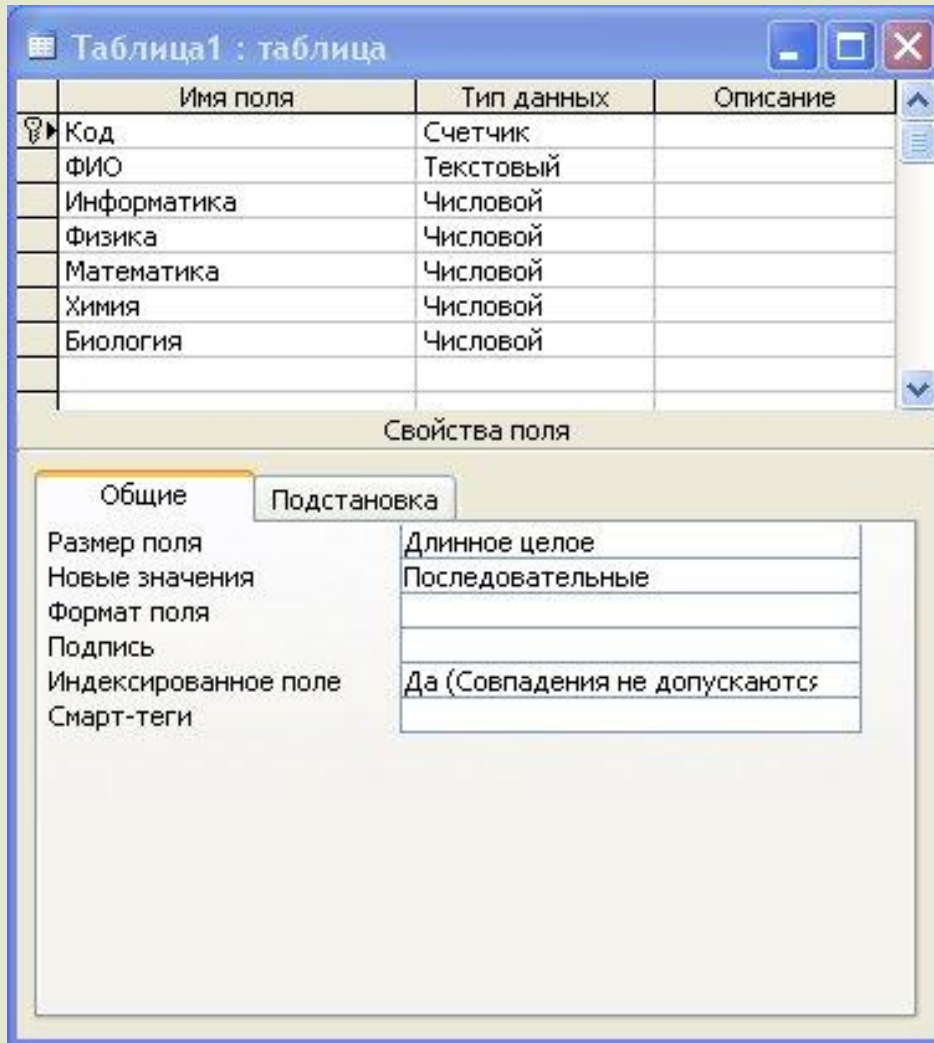 Таблица1 : таблица
Имя поля Тип данных Описание
Код Счетчик
ФИО Текстовый
Информатика Числовой
Физика Числовой
Математика Числовой
Химия Числовой
Биология Числовой
Свойства поля
Общие Подстановка
Размер поля Длинное целое
Новые значения Последовательные
Формат поля
Подпись
Индексированное поле Да (Совпадения не допускаются
Смарт-теги